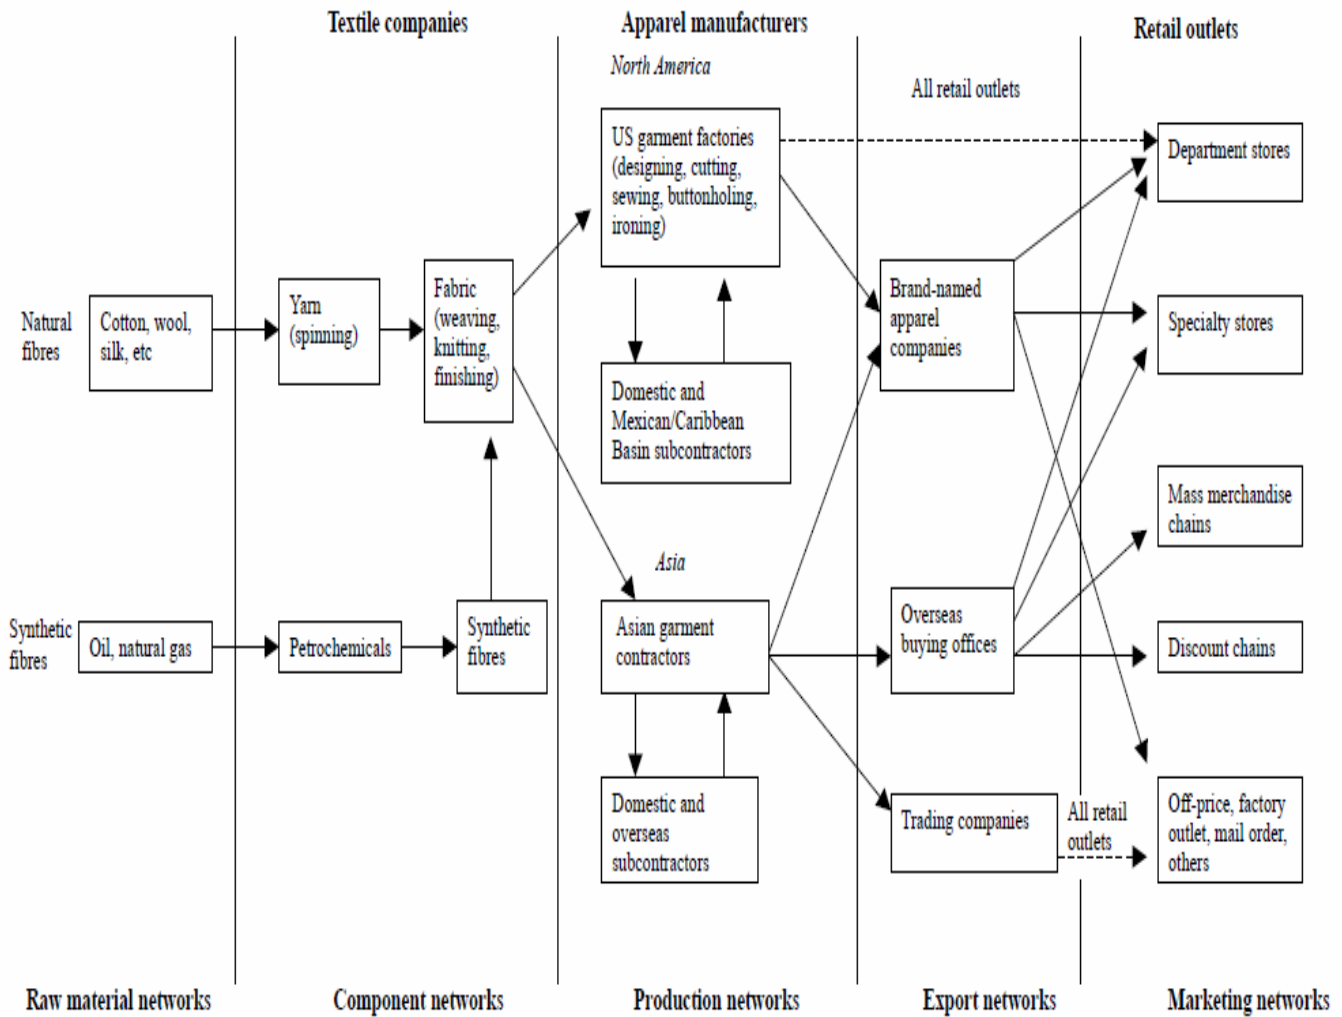 Textile companies
Apparel manufacturers
Retail outlets
North America
All retail outlets
US garment factories
(designing, cutting,
sewing, buttonholing,
ironing)
Department stores
Natural
fibres
Cotton, wool,
silk, etc
Yarn
(spinning)
Fabric
(weaving,
knitting,
finishing)
Brand-named
apparel
companies
Specialty stores
Domestic and
Mexican/Caribbean
Basin subcontractors
Mass merchandise
chains
Asia
Synthetic
fibres
Oil, natural gas
Petrochemicals
Synthetic
fibres
Asian garment
contractors
Overseas
buying offices
Discount chains
Domestic and
overseas
subcontractors
Trading companies
All retail
outlets
Off-price, factory
outlet, mail order,
others
Raw material networks
Component networks
Production networks
Export networks
Marketing networks